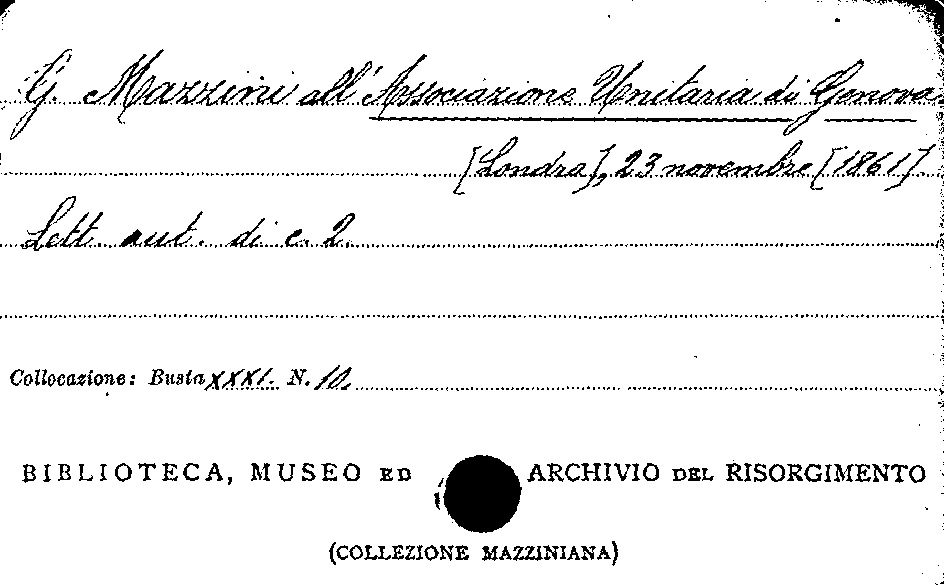 G. Mazzini all'Associazione Unitaria di Genova
[Londra], 23 novembre [1861].
Lett. aut. di c. 2.
Collocazione: Busta XXXI. N. 10.
BIBLIOTECA, MUSEO ED ARCHIVIO DEL RISORGIMENTO
(COLLEZIONE MAZZINIANA)